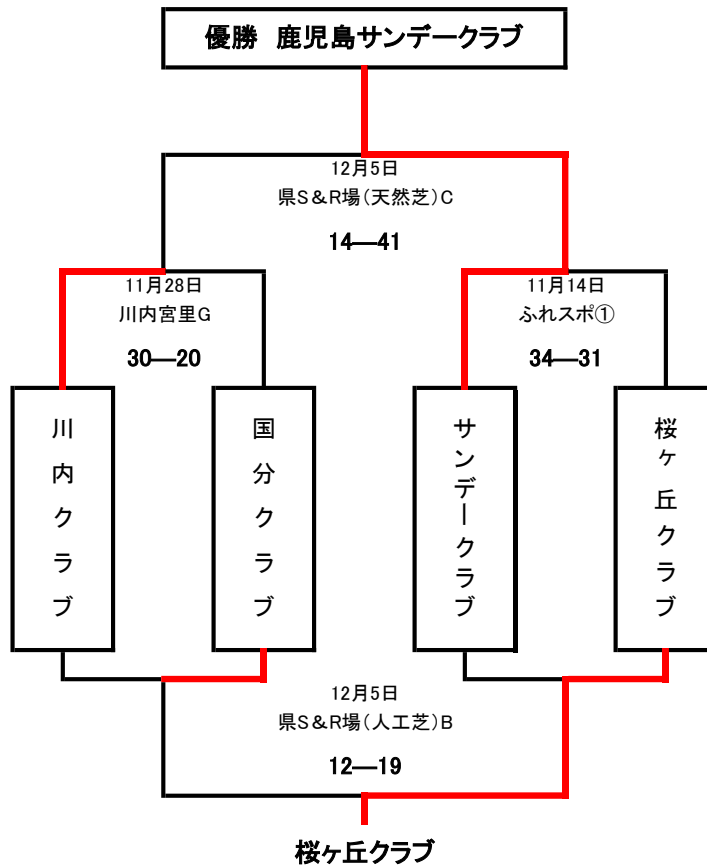 優勝 鹿児島サンデークラブ
12月5日
県S&R場(天然芝)C
14―41
11月28日
川内宮里G
30―20
11月14日
ふれスポ①
34―31
川内クラブ
国分クラブ
サンデークラブ
桜ヶ丘クラブ
12月5日
県S&R場(人工芝)B
12―19
桜ヶ丘クラブ